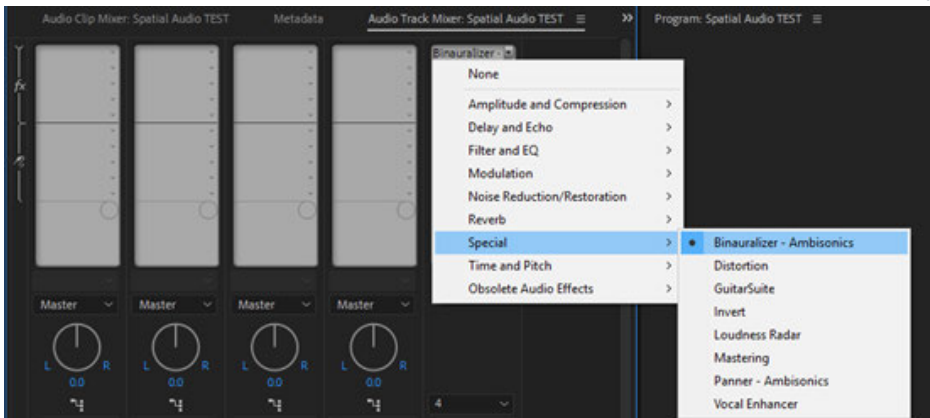 Audio Clip Mixer: Spatial Audio TEST Metadata Audio Track Mixer: Spatial Audio TEST Program: Spatial Audio TEST
Binauralizer -
fx
None
Amplitude and Compression
Delay and Echo
Filter and EQ
Modulation
Noise Reduction/Restoration
Reverb
Special
Time and Pitch
Obsolete Audio Effects
Binauralizer - Ambisonics
Distortion
GuitarSuite
Invert
Loudness Radar
Mastering
Panner - Ambisonics
Vocal Enhancer
Master Master Master Master
L R L R L R L R
0.0 0.0 0.0 0.0
4